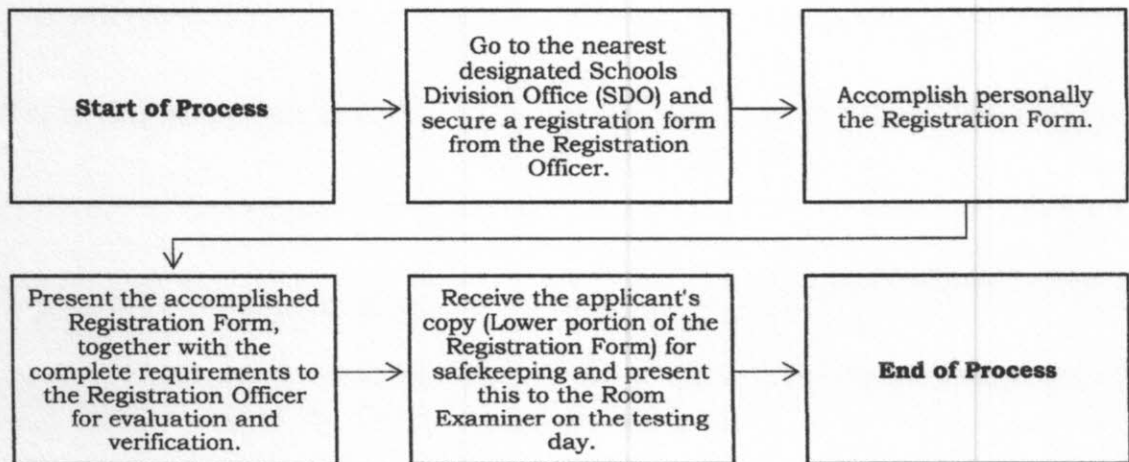 Start of Process
Go to the nearest
designated Schools
Division Office (SDO) and
secure a registration form
from the Registration
Officer.
Accomplish personally
the Registration Form.
Present the accomplished
Registration Form,
together with the
complete requirements to
the Registration Officer
for evaluation and
verification.
Receive the applicant's
copy (Lower portion of the
Registration Form) for
safekeeping and present
this to the Room
Examiner on the testing
day.
End of Process